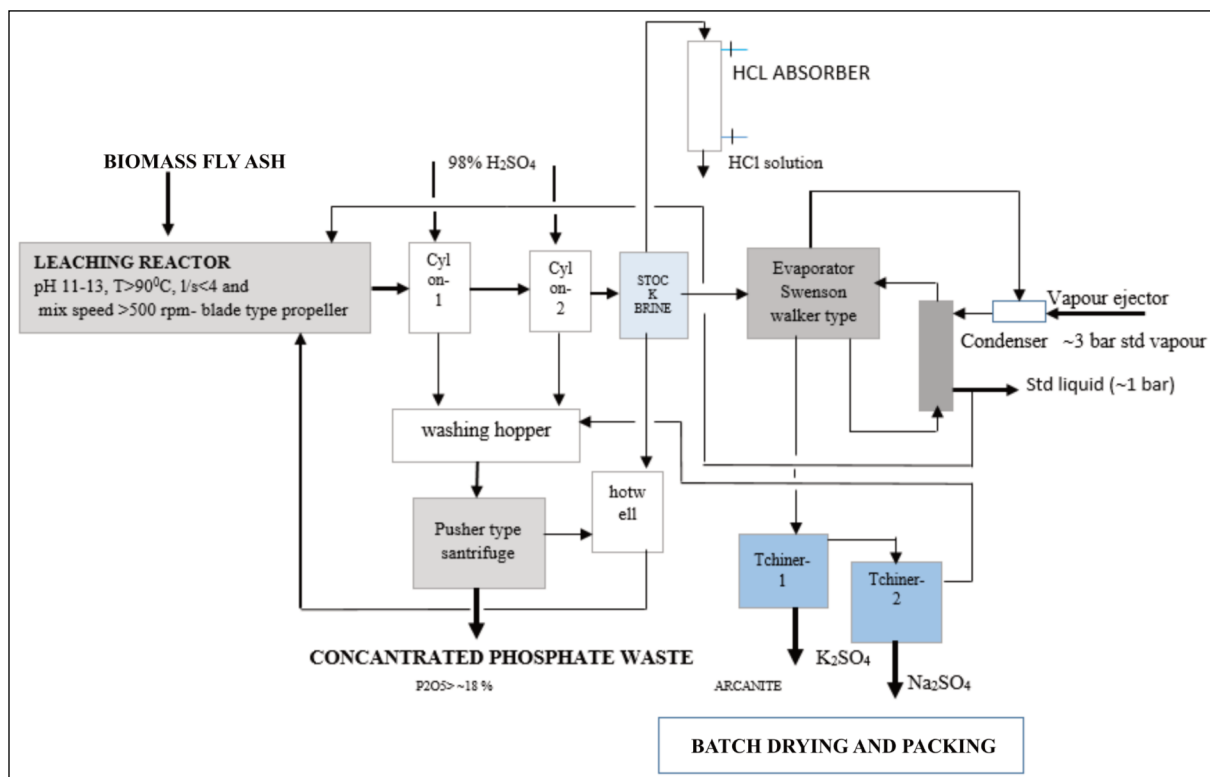 HCL ABSORBER
HCl solution
BIOMASS FLY ASH
98% H₂SO₄
LEACHING REACTOR
pH 11-13, T>90⁰C, l/s<4 and
mix speed >500 rpm- blade type propeller
Cyl
on-
1
Cyl
on-
2
STOC
K
BRINE
Evaporator
Swenson
walker type
Vapour ejector
Condenser ~3 bar std vapour
Std liquid (~1 bar)
washing hopper
hotw
ell
Pusher type
santrifuge
Tchiner-
1
Tchiner-
2
CONCANTRATED PHOSPHATE WASTE
P2O5> ~18 %
ARCANITE
K₂SO₄
Na₂SO₄
BATCH DRYING AND PACKING